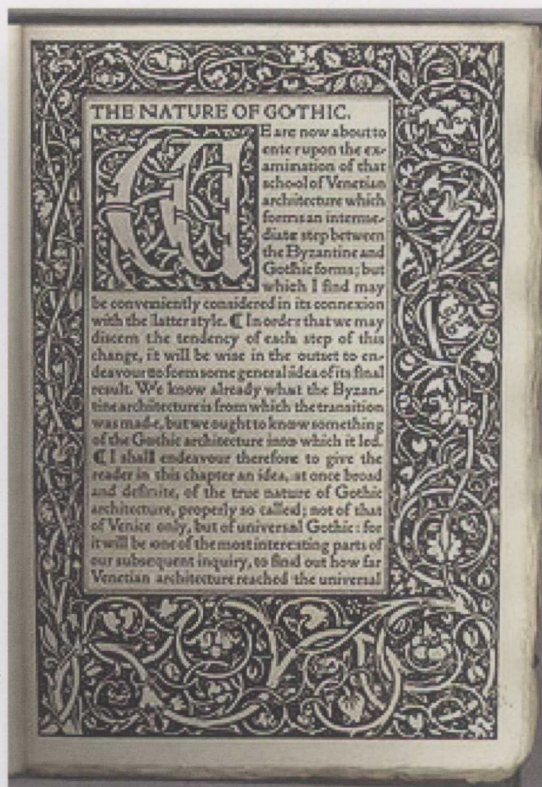 THE NATURE OF GOTHIC.
WE are now about to
enter upon the ex-
amination of that
school of Venetian
architecture which
forms an interme-
diate step between
the Byzantine and
Gothic forms; but
which I find may
be conveniently considered in its connexion
with the latter style. ¶ In order that we may
discern the tendency of each step of this
change, it will be wise in the outset to en-
deavour to form some general idea of its final
result. We know already what the Byzan-
tine architecture is from which the transition
was made, but we ought to know something
of the Gothic architecture into which it led.
¶ I shall endeavour therefore to give the
reader in this chapter an idea, at once broad
and definite, of the true nature of Gothic
architecture, properly so called; not of that
of Venice only, but of universal Gothic: for
it will be one of the most interesting parts of
our subsequent inquiry, to find out how far
Venetian architecture reached the universal